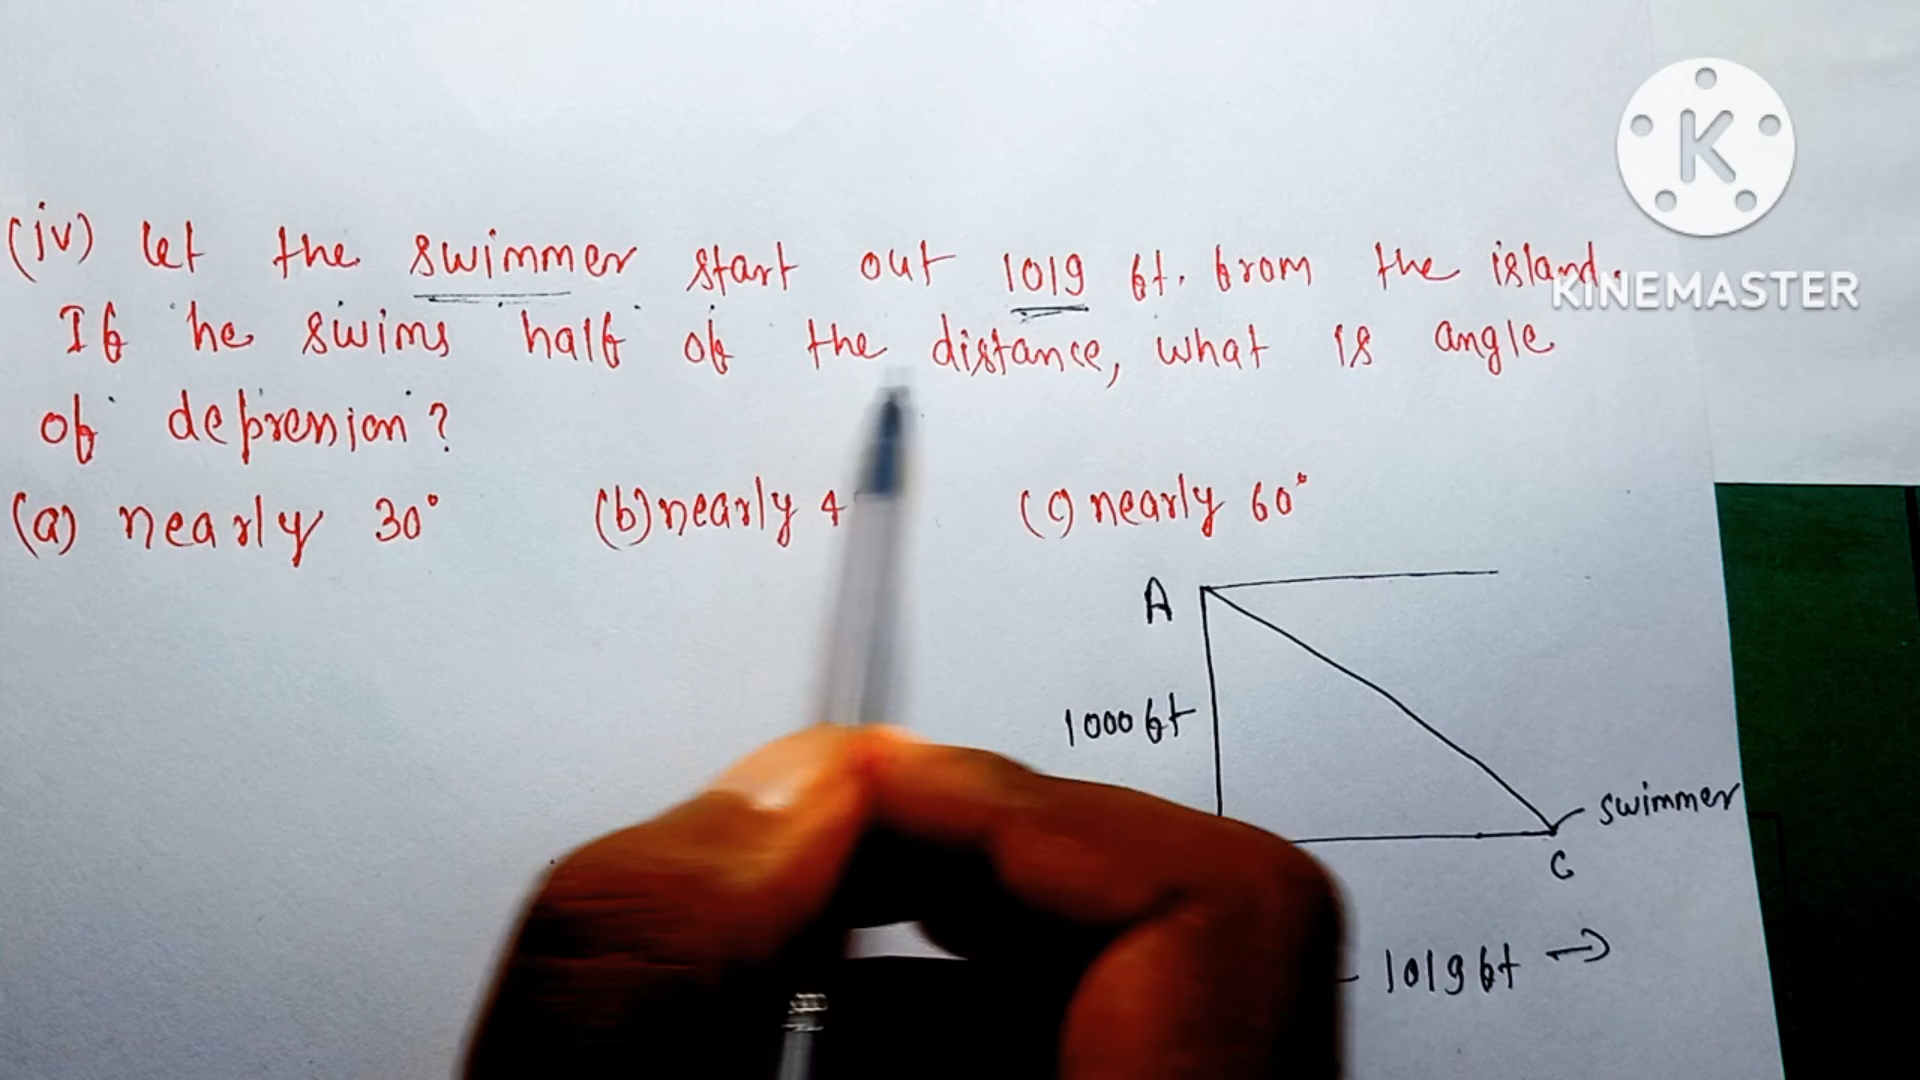 (iv) Let the swimmer start out 1019 ft. from the island.
If he swims half of the distance, what is angle
of depression?
(a) nearly 30° (b) nearly (c) nearly 60°
A
1000 ft
swimmer
C
1019 ft →
K
KINEMASTER